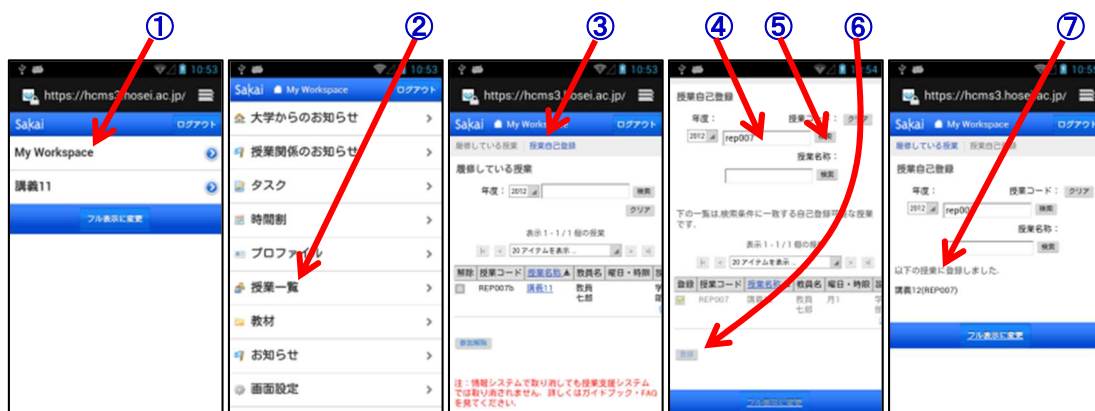 ① ② ③ ④ ⑤ ⑥ ⑦
10:53
https://hcms3.hosei.ac.jp/
Sakai ログアウト
My Workspace
講義11
フル表示に変更
10:53
Sakai My Workspace ログアウト
大学からのお知らせ
授業関係のお知らせ
タスク
時間割
プロファイル
授業一覧
教材
お知らせ
画面設定
10:53
https://hcms3.hosei.ac.jp/
Sakai My Workspace ログアウト
履修している授業 授業自己登録
履修している授業
年度： 2012 検索
クリア
表示 1 - 1 / 1 個の授業
20 アイテムを表示 ...
解除 授業コード 授業名称▲ 教員名 曜日・時限
REP007b 講義11 教員
七郎
参加解除
注：情報システムで取り消しても授業支援システム
では取り消されません。詳しくはガイドブック・FAQ
を見てください.
10:54
授業自己登録
年度： 授業コード： クリア
2012 rep007 検索
授業名称：
検索
下の一覧は,検索条件に一致する自己登録可能な授業
です.
表示 1 - 1 / 1 個の授業
20 アイテムを表示 ...
登録 授業コード 授業名称 教員名 曜日・時限
REP007 教員 月1
七郎
登録
フル表示に変更
https://hcms3.hosei.ac.jp/
Sakai My Workspace ログアウト
履修している授業 授業自己登録
授業自己登録
年度： 授業コード： クリア
2012 rep007 検索
授業名称：
検索
以下の授業に登録しました.
講義12(REP007)
フル表示に変更